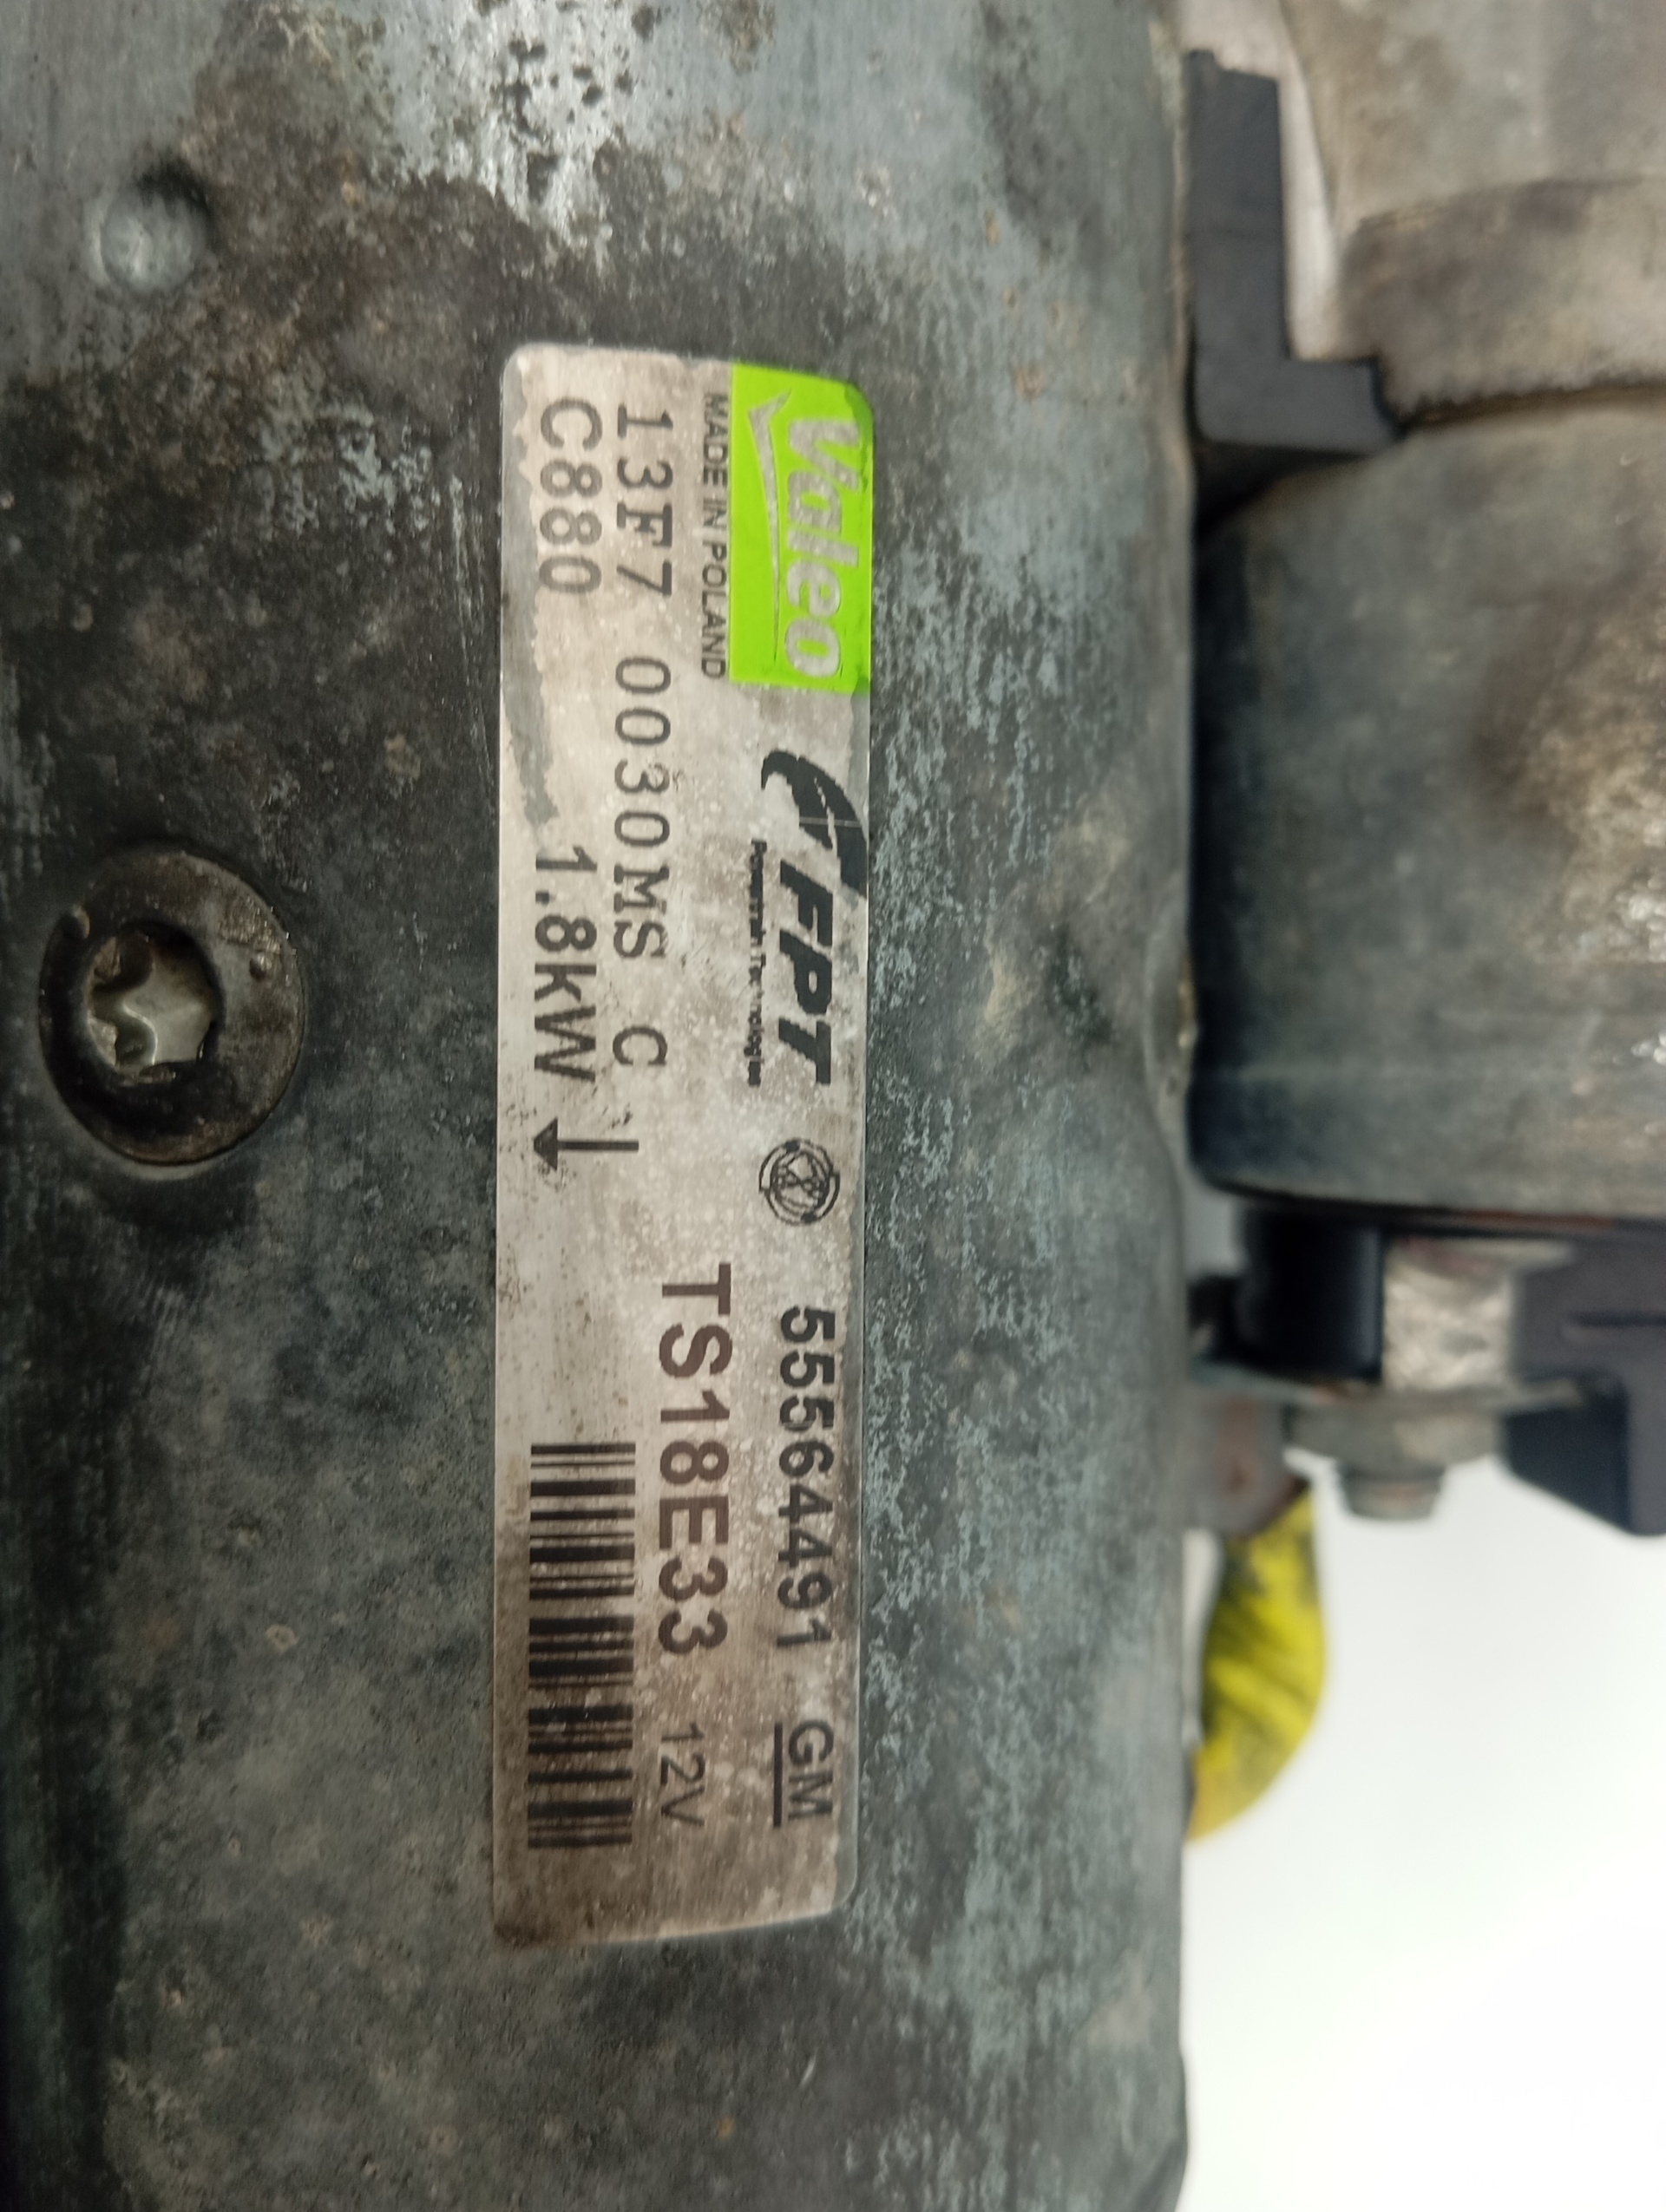 Valeo
MADE IN POLAND
FPT
Powertrain Technologies
55564491 GM
TS18E33 12V
13F7 0030MS C
C880 1.8kW